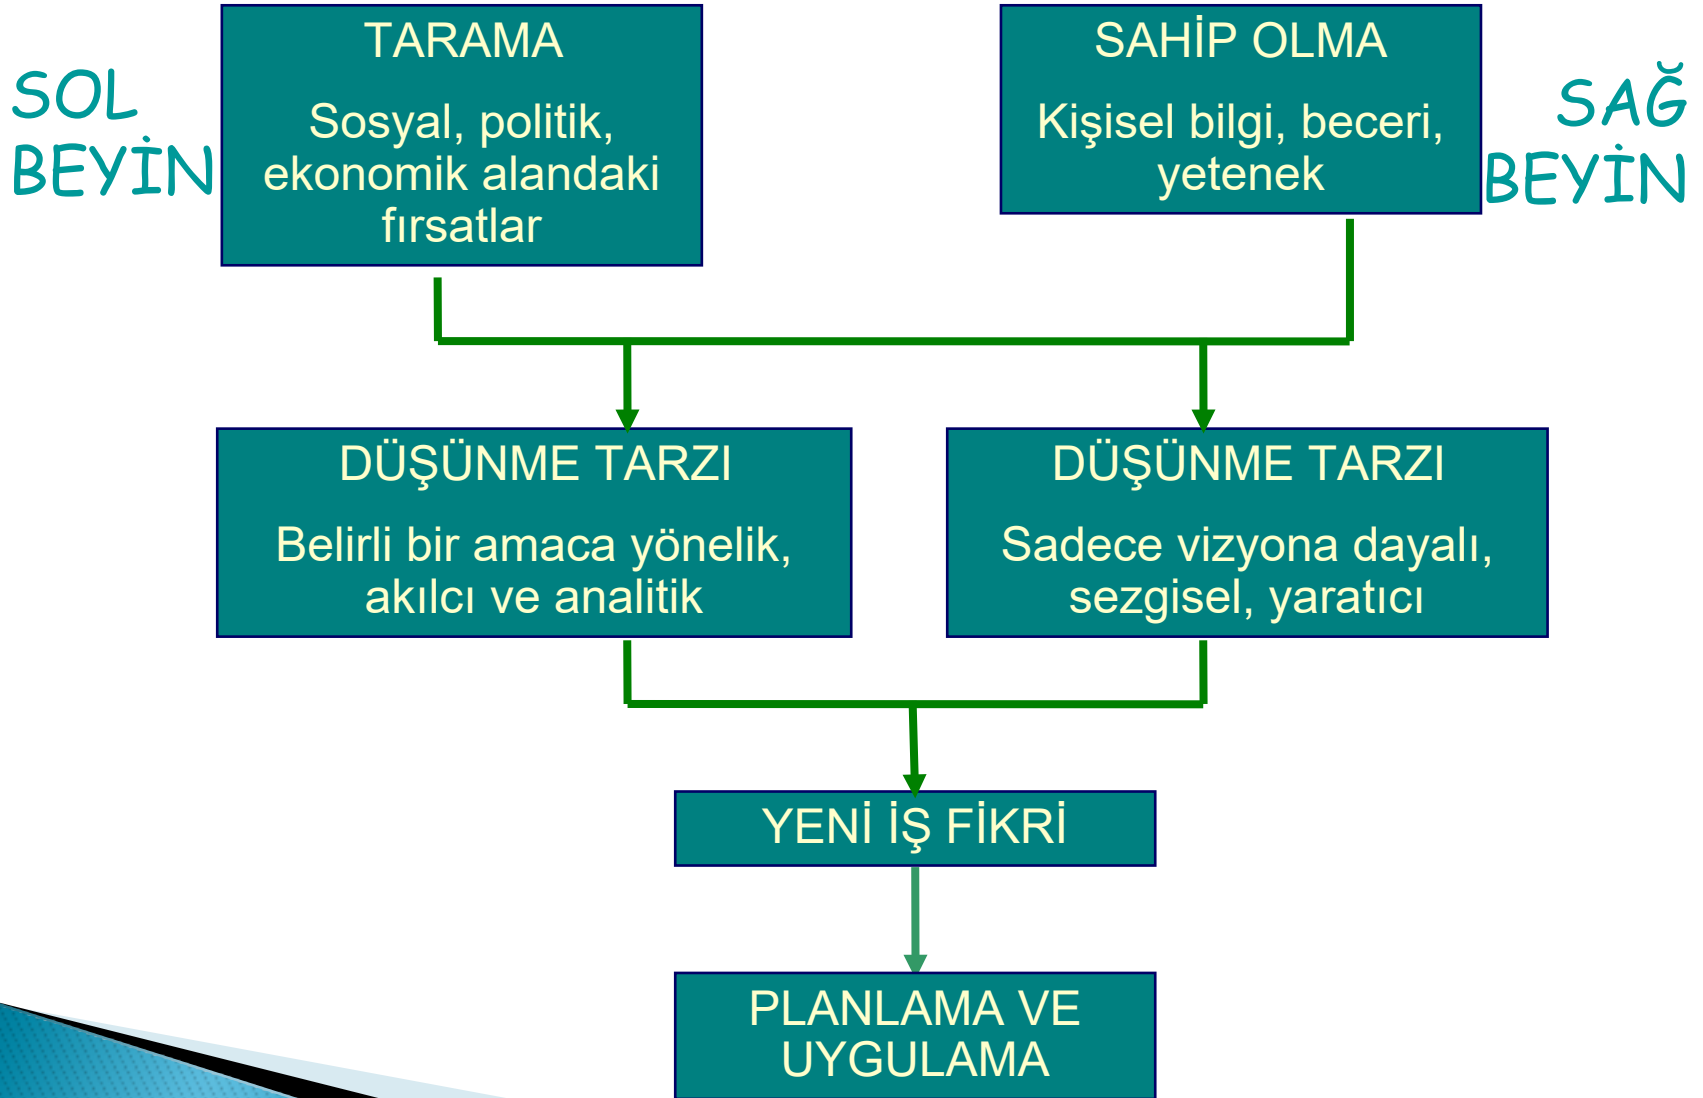 SOL
BEYİN
TARAMA
Sosyal, politik,
ekonomik alandaki
fırsatlar
SAHİP OLMA
Kişisel bilgi, beceri,
yetenek
SAĞ
BEYİN
DÜŞÜNME TARZI
Belirli bir amaca yönelik,
akılcı ve analitik
DÜŞÜNME TARZI
Sadece vizyona dayalı,
sezgisel, yaratıcı
YENİ İŞ FİKRİ
PLANLAMA VE
UYGULAMA